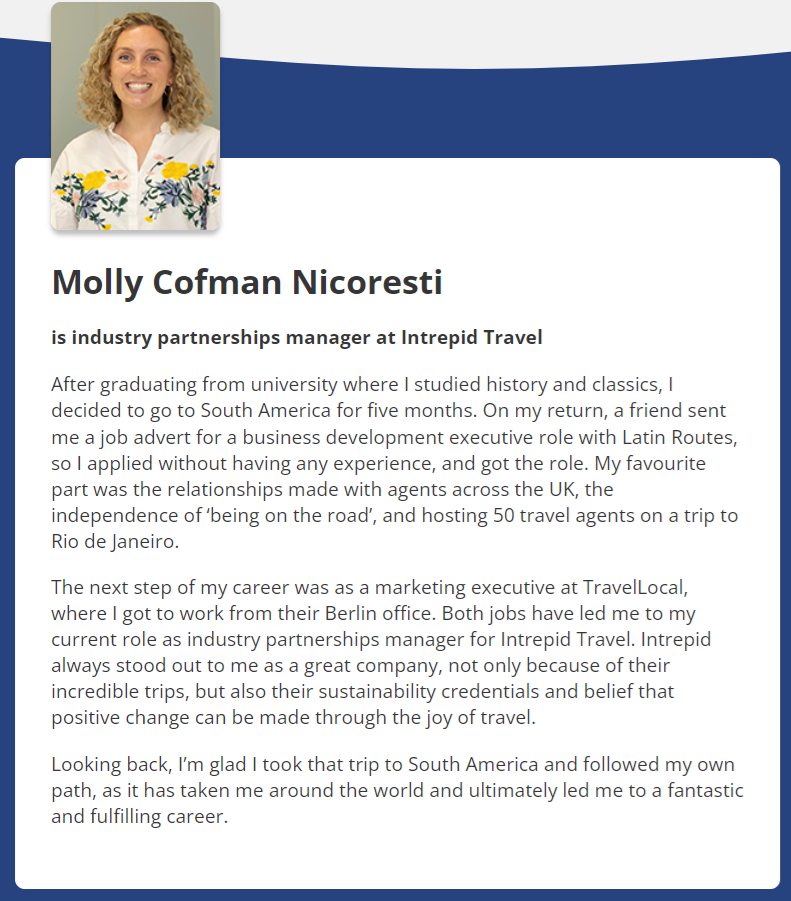 Molly Cofman Nicoresti
is industry partnerships manager at Intrepid Travel
After graduating from university where I studied history and classics, I
decided to go to South America for five months. On my return, a friend sent
me a job advert for a business development executive role with Latin Routes,
so I applied without having any experience, and got the role. My favourite
part was the relationships made with agents across the UK, the
independence of ‘being on the road’, and hosting 50 travel agents on a trip to
Rio de Janeiro.
The next step of my career was as a marketing executive at TravelLocal,
where I got to work from their Berlin office. Both jobs have led me to my
current role as industry partnerships manager for Intrepid Travel. Intrepid
always stood out to me as a great company, not only because of their
incredible trips, but also their sustainability credentials and belief that
positive change can be made through the joy of travel.
Looking back, I’m glad I took that trip to South America and followed my own
path, as it has taken me around the world and ultimately led me to a fantastic
and fulfilling career.